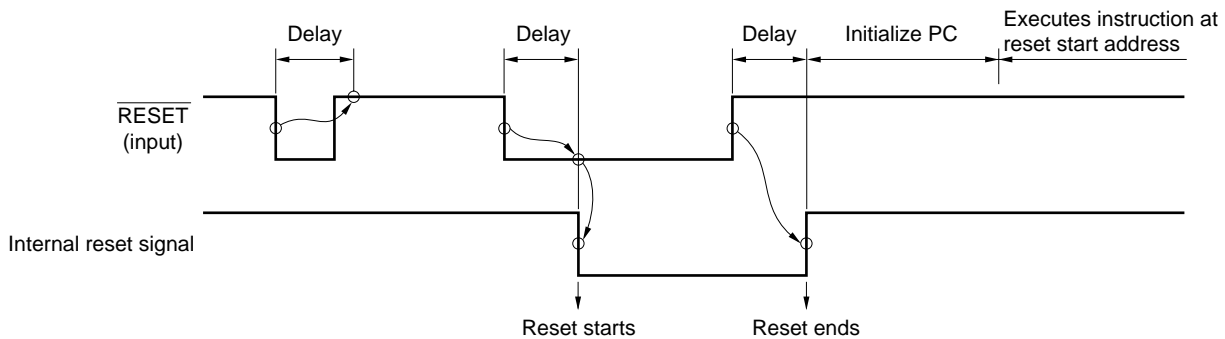 Executes instruction at
reset start address
Delay
Delay
Delay
Initialize PC
RESET
(input)
Internal reset signal
Reset starts
Reset ends